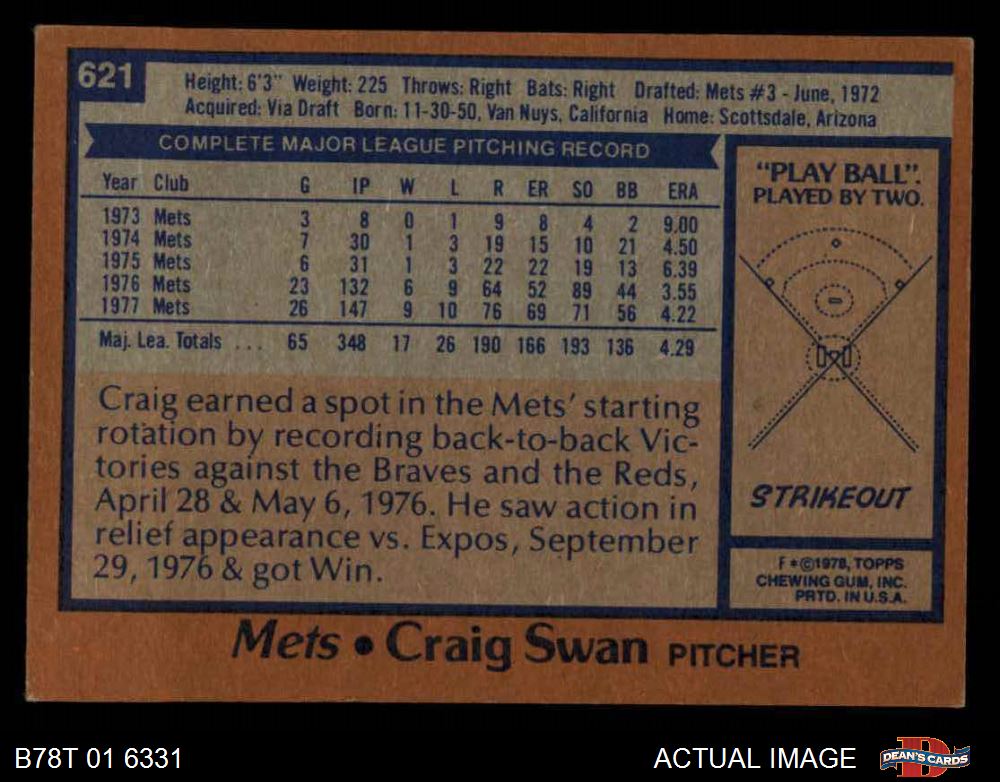 621
Height: 6'3" Weight: 225 Throws: Right Bats: Right Drafted: Mets #3 - June, 1972
Acquired: Via Draft Born: 11-30-50, Van Nuys, California Home: Scottsdale, Arizona
COMPLETE MAJOR LEAGUE PITCHING RECORD
Year Club G IP W L R ER SO BB ERA
1973 Mets 3 8 0 1 9 8 4 2 9.00
1974 Mets 7 30 1 3 19 15 10 21 4.50
1975 Mets 6 31 1 3 22 22 19 13 6.39
1976 Mets 23 132 6 9 64 52 89 44 3.55
1977 Mets 26 147 9 10 76 69 71 56 4.22
Maj. Lea. Totals ... 65 348 17 26 190 166 193 136 4.29
Craig earned a spot in the Mets' starting
rotation by recording back-to-back Vic-
tories against the Braves and the Reds,
April 28 & May 6, 1976. He saw action in
relief appearance vs. Expos, September
29, 1976 & got Win.
"PLAY BALL".
PLAYED BY TWO.
STRIKEOUT
F * © 1978, TOPPS
CHEWING GUM, INC.
PRTD. IN U.S.A.
Mets • Craig Swan PITCHER
B78T 01 6331
ACTUAL IMAGE
DEAN'S CARDS